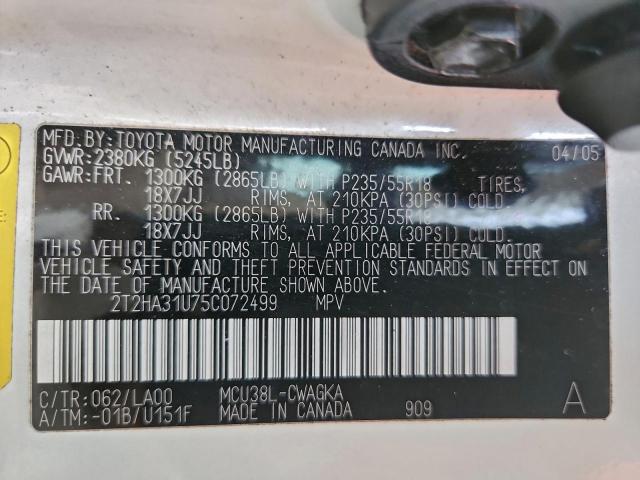 MFD.BY:TOYOTA MOTOR MANUFACTURING CANADA INC. 04/05
GVWR:2380KG (5245LB)
GAWR:FRT. 1300KG (2865LB) WITH P235/55R18 TIRES,
18X7JJ RIMS, AT 210KPA (30PSI) COLD.
RR. 1300KG (2865LB) WITH P235/55R18 TIRES,
18X7JJ RIMS, AT 210KPA (30PSI) COLD.
THIS VEHICLE CONFORMS TO ALL APPLICABLE FEDERAL MOTOR
VEHICLE SAFETY AND THEFT PREVENTION STANDARDS IN EFFECT ON
THE DATE OF MANUFACTURE SHOWN ABOVE.
2T2HA31U75C072499 MPV
C/TR:062/LA00 MCU38L-CWAGKA
A/TM:-01B/U151F MADE IN CANADA 909 A